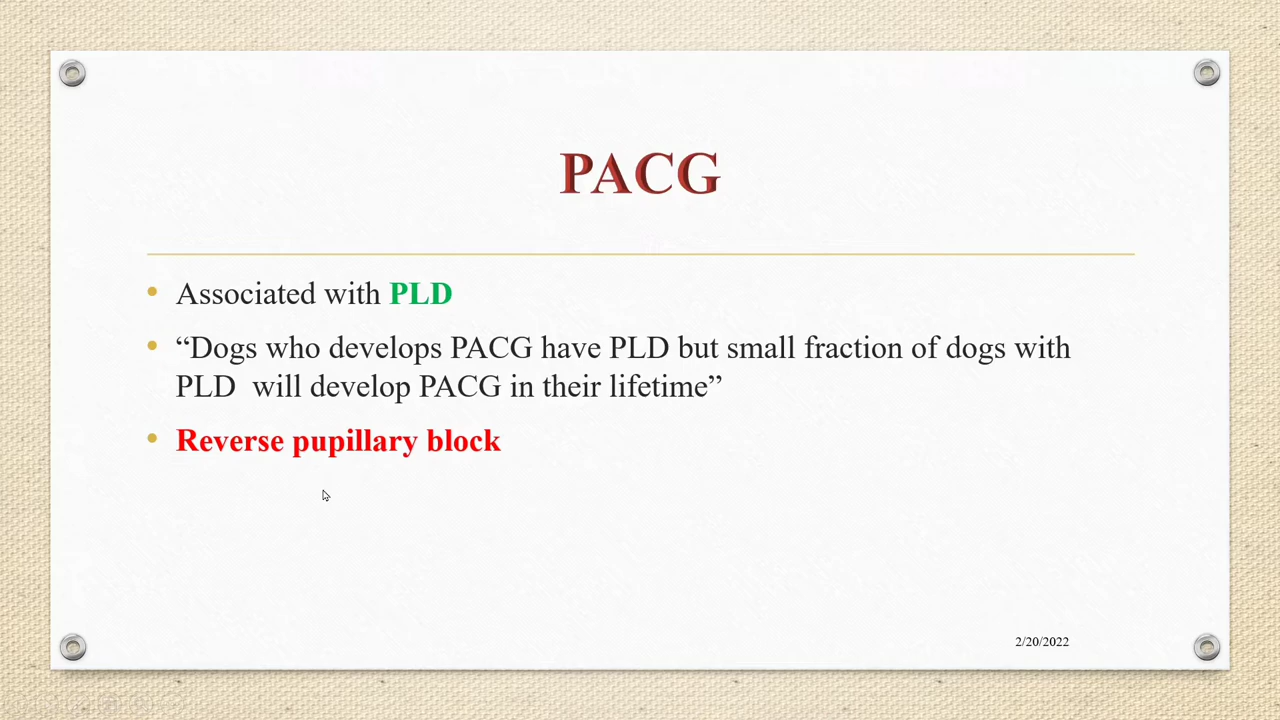 PACG
Associated with PLD
“Dogs who develops PACG have PLD but small fraction of dogs with
PLD  will develop PACG in their lifetime”
Reverse pupillary block
2/20/2022